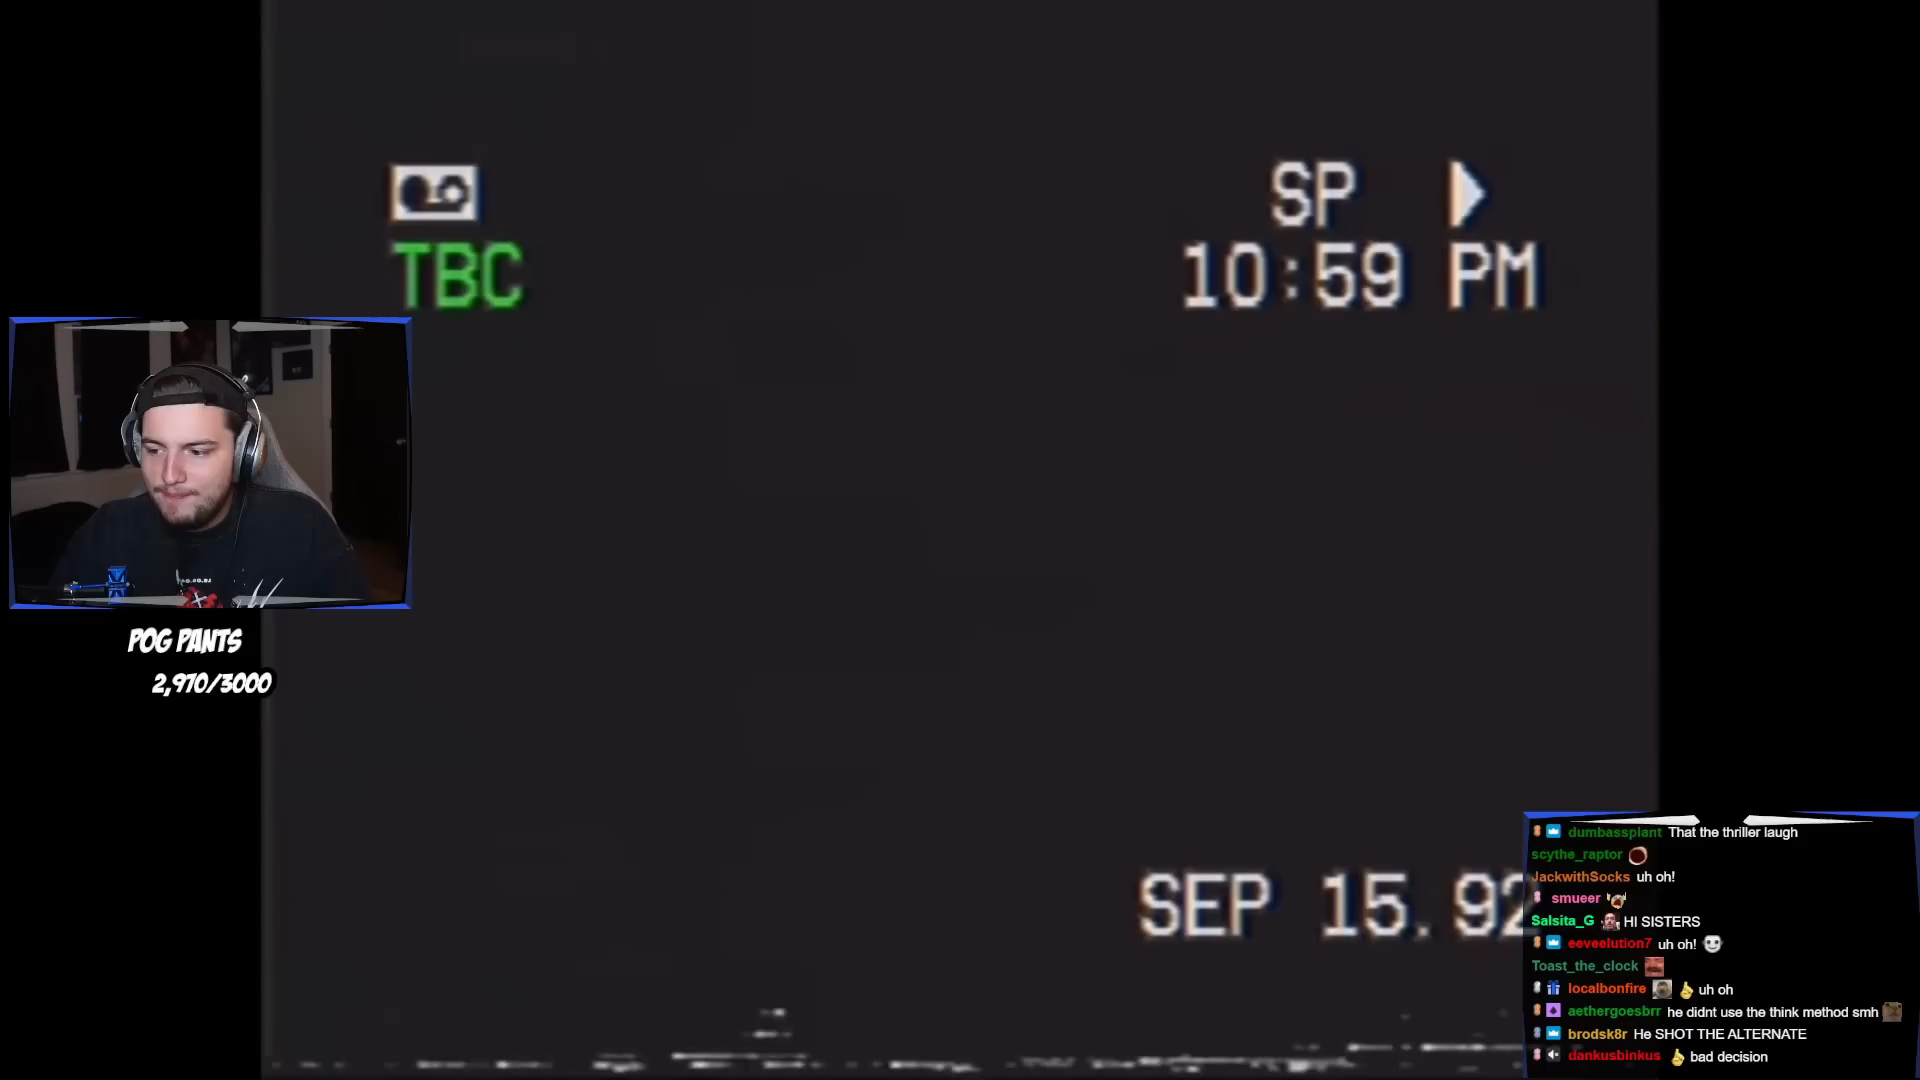 SP
TBC
10:59 PM
POG PANTS
2,970/3000
SEP 15.92
dumbassplant That the thriller laugh
scythe_raptor
JackwithSocks uh oh!
smueer
Salsita_G HI SISTERS
eeveelution7 uh oh!
Toast_the_clock
localbonfire uh oh
aethergoesbrr he didnt use the think method smh
brodsk8r He SHOT THE ALTERNATE
dankusbinkus bad decision